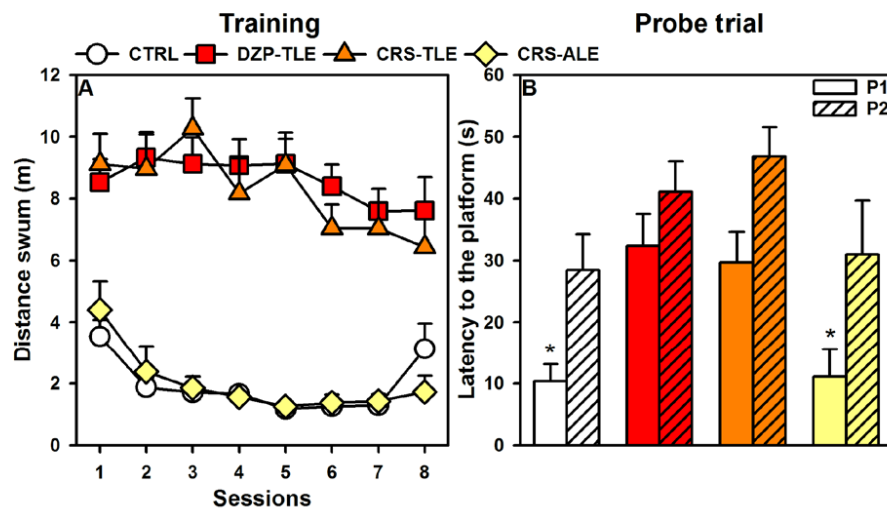 Training
Probe trial
CTRL DZP-TLE CRS-TLE CRS-ALE
A
Distance swum (m)
12
10
8
6
4
2
0
1 2 3 4 5 6 7 8
Sessions
B
P1
P2
Latency to the platform (s)
60
50
40
30
20
10
0
*
*